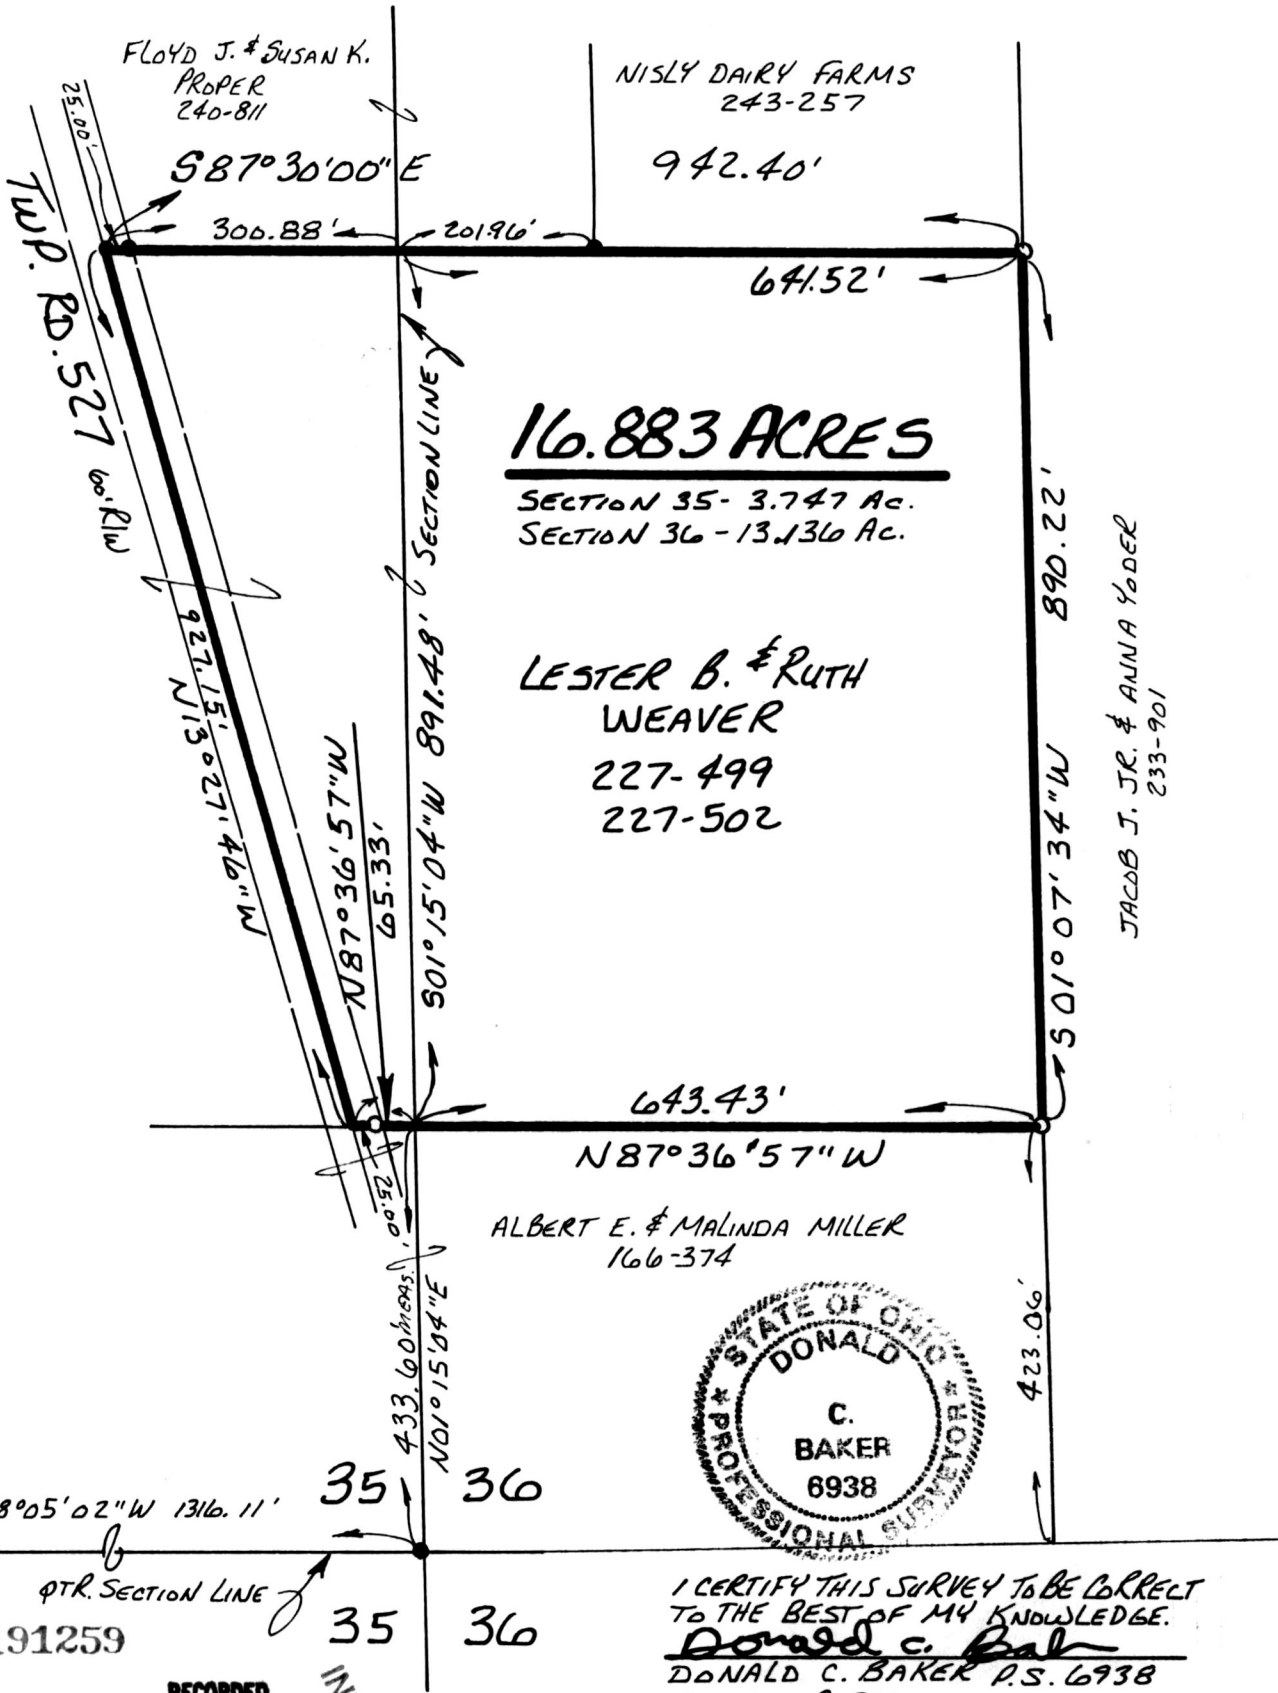 FLOYD J. & SUSAN K.
PROPER
240-811
NISLY DAIRY FARMS
243-257
25.00'
S87°30'00"E
942.40'
300.88'
201.96'
641.52'
TWP. RD. 527 60' R/W
SECTION LINE
16.883 ACRES
SECTION 35 - 3.747 AC.
SECTION 36 - 13.136 AC.
890.22'
S01°07'34"W
JACOB J. JR. & ANNA YODER
233-901
LESTER B. & RUTH
WEAVER
227-499
227-502
927.15'
N13°27'46"W
N87°36'57"W
65.33'
S01°15'04"W 891.48'
643.43'
N87°36'57"W
25.00'
ALBERT E. & MALINDA MILLER
166-374
433.60 MEAS.
N01°15'04"E
423.06'
STATE OF OHIO
DONALD
C.
BAKER
6938
* PROFESSIONAL SURVEYOR *
8°05'02"W 1316.11'
35 36
QTR. SECTION LINE
35 36
191259
RECORDED
IN
I CERTIFY THIS SURVEY TO BE CORRECT
TO THE BEST OF MY KNOWLEDGE.
Donald C. Baker
DONALD C. BAKER P.S. 6938